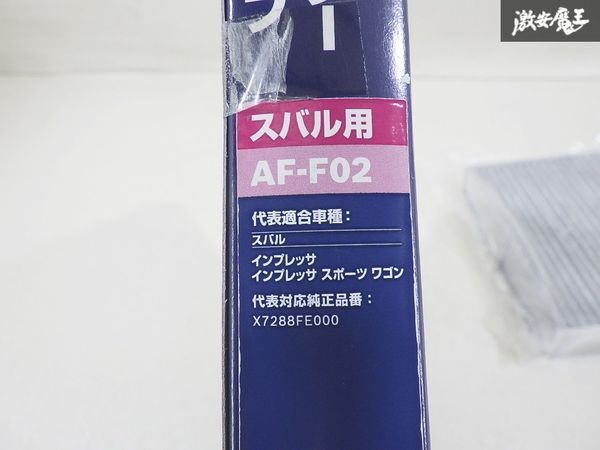 激安魔王
スバル用
AF-F02
代表適合車種：
スバル
インプレッサ
インプレッサ スポーツ ワゴン
代表対応純正品番：
X7288FE000